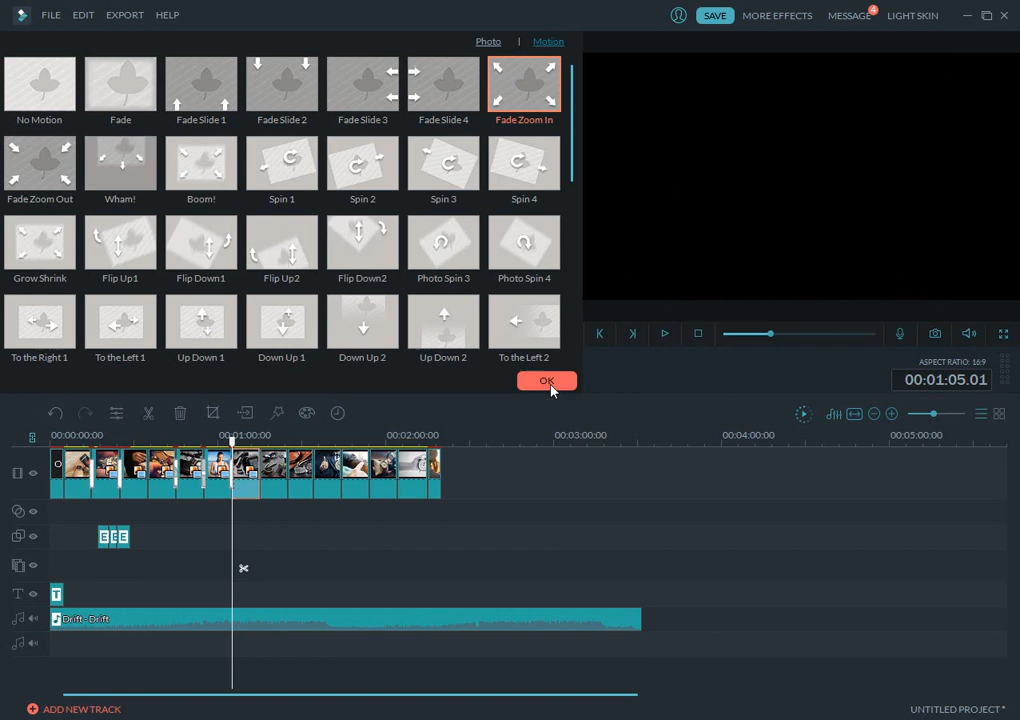 FILE EDIT EXPORT HELP SAVE MORE EFFECTS MESSAGE 4 LIGHT SKIN
Photo | Motion
No Motion Fade Fade Slide 1 Fade Slide 2 Fade Slide 3 Fade Slide 4 Fade Zoom In
Fade Zoom Out Wham! Boom! Spin 1 Spin 2 Spin 3 Spin 4
Grow Shrink Flip Up1 Flip Down1 Flip Up2 Flip Down2 Photo Spin 3 Photo Spin 4
To the Right 1 To the Left 1 Up Down 1 Down Up 1 Down Up 2 Up Down 2 To the Left 2
OK
ASPECT RATIO: 16:9
00:01:05.01
00:00:00:00 00:01:00:00 00:02:00:00 00:03:00:00 00:04:00:00 00:05:00:00
O
E E E
T
T
Drift - Drift
ADD NEW TRACK UNTITLED PROJECT *